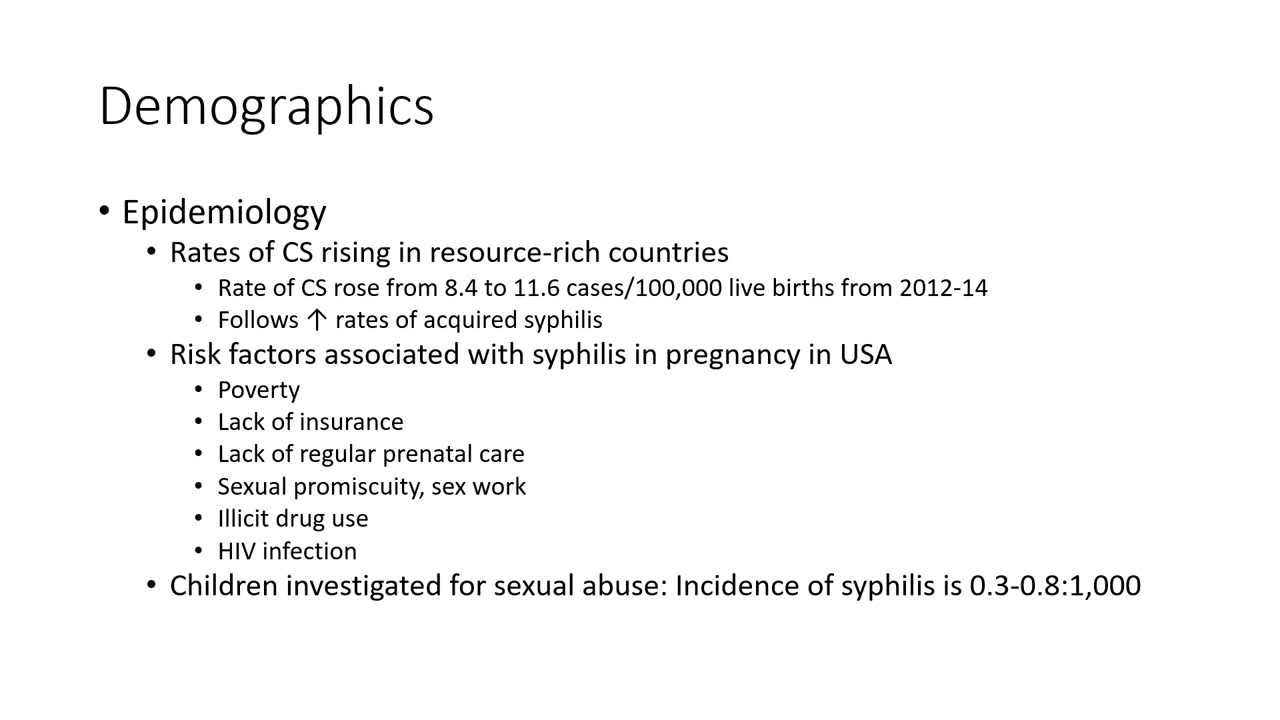 Demographics
• Epidemiology
• Rates of CS rising in resource-rich countries
• Rate of CS rose from 8.4 to 11.6 cases/100,000 live births from 2012-14
• Follows ↑ rates of acquired syphilis
• Risk factors associated with syphilis in pregnancy in USA
• Poverty
• Lack of insurance
• Lack of regular prenatal care
• Sexual promiscuity, sex work
• Illicit drug use
• HIV infection
• Children investigated for sexual abuse: Incidence of syphilis is 0.3-0.8:1,000